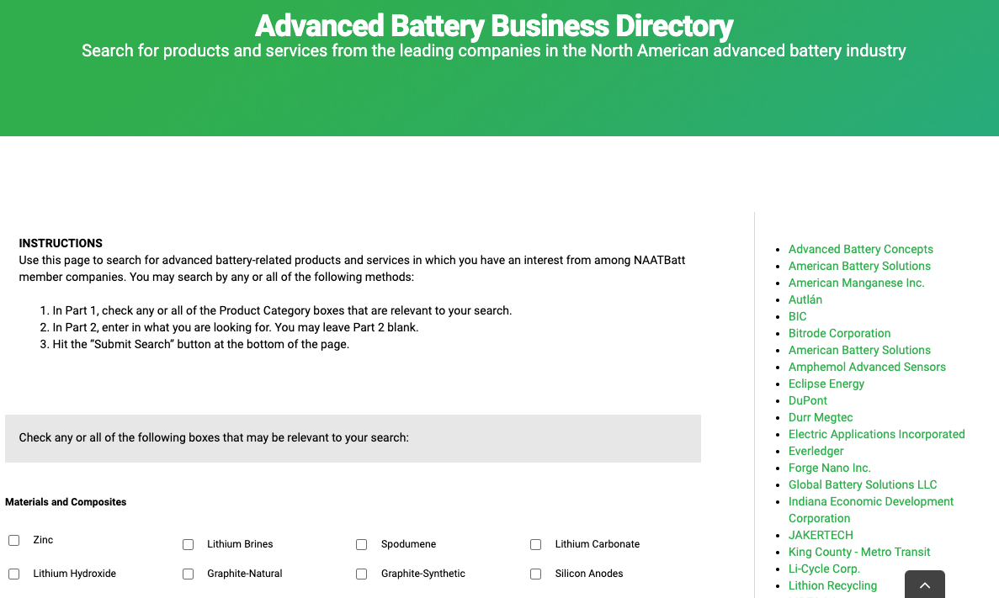 Advanced Battery Business Directory
Search for products and services from the leading companies in the North American advanced battery industry
INSTRUCTIONS
Use this page to search for advanced battery-related products and services in which you have an interest from among NAATBatt
member companies. You may search by any or all of the following methods:
1. In Part 1, check any or all of the Product Category boxes that are relevant to your search.
2. In Part 2, enter in what you are looking for. You may leave Part 2 blank.
3. Hit the “Submit Search” button at the bottom of the page.
Check any or all of the following boxes that may be relevant to your search:
Materials and Composites
Zinc
Lithium Brines
Spodumene
Lithium Carbonate
Lithium Hydroxide
Graphite-Natural
Graphite-Synthetic
Silicon Anodes
Advanced Battery Concepts
American Battery Solutions
American Manganese Inc.
Autlán
BIC
Bitrode Corporation
American Battery Solutions
Amphemol Advanced Sensors
Eclipse Energy
DuPont
Durr Megtec
Electric Applications Incorporated
Everledger
Forge Nano Inc.
Global Battery Solutions LLC
Indiana Economic Development
Corporation
JAKERTECH
King County - Metro Transit
Li-Cycle Corp.
Lithion Recycling